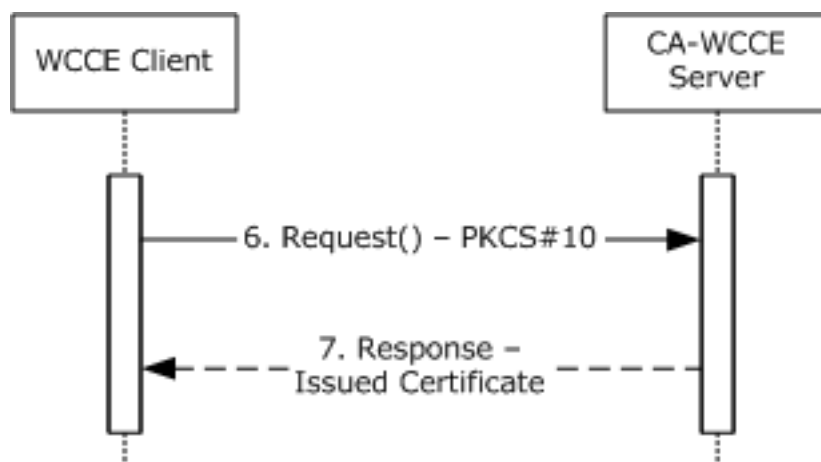 WCCE Client
CA-WCCE
Server
6. Request() – PKCS#10
7. Response –
Issued Certificate